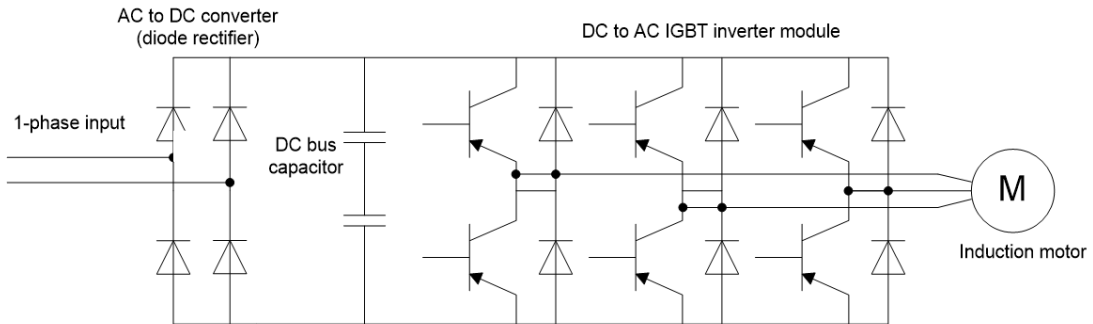 AC to DC converter
(diode rectifier)
DC to AC IGBT inverter module
1-phase input
DC bus
capacitor
M
Induction motor